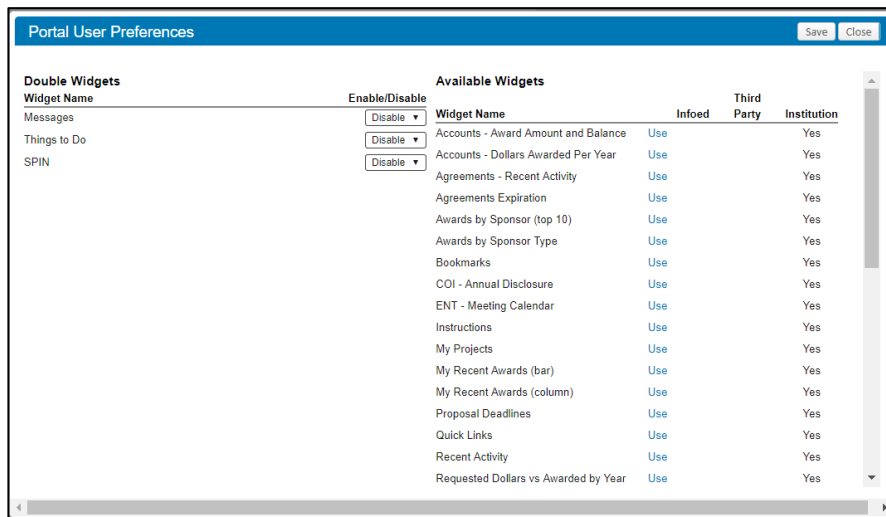 Portal User Preferences
Save Close
Double Widgets
Widget Name Enable/Disable
Messages Disable
Things to Do Disable
SPIN Disable
Available Widgets
Widget Name Infoed Third Party Institution
Accounts - Award Amount and Balance Use Yes
Accounts - Dollars Awarded Per Year Use Yes
Agreements - Recent Activity Use Yes
Agreements Expiration Use Yes
Awards by Sponsor (top 10) Use Yes
Awards by Sponsor Type Use Yes
Bookmarks Use Yes
COI - Annual Disclosure Use Yes
ENT - Meeting Calendar Use Yes
Instructions Use Yes
My Projects Use Yes
My Recent Awards (bar) Use Yes
My Recent Awards (column) Use Yes
Proposal Deadlines Use Yes
Quick Links Use Yes
Recent Activity Use Yes
Requested Dollars vs Awarded by Year Use Yes